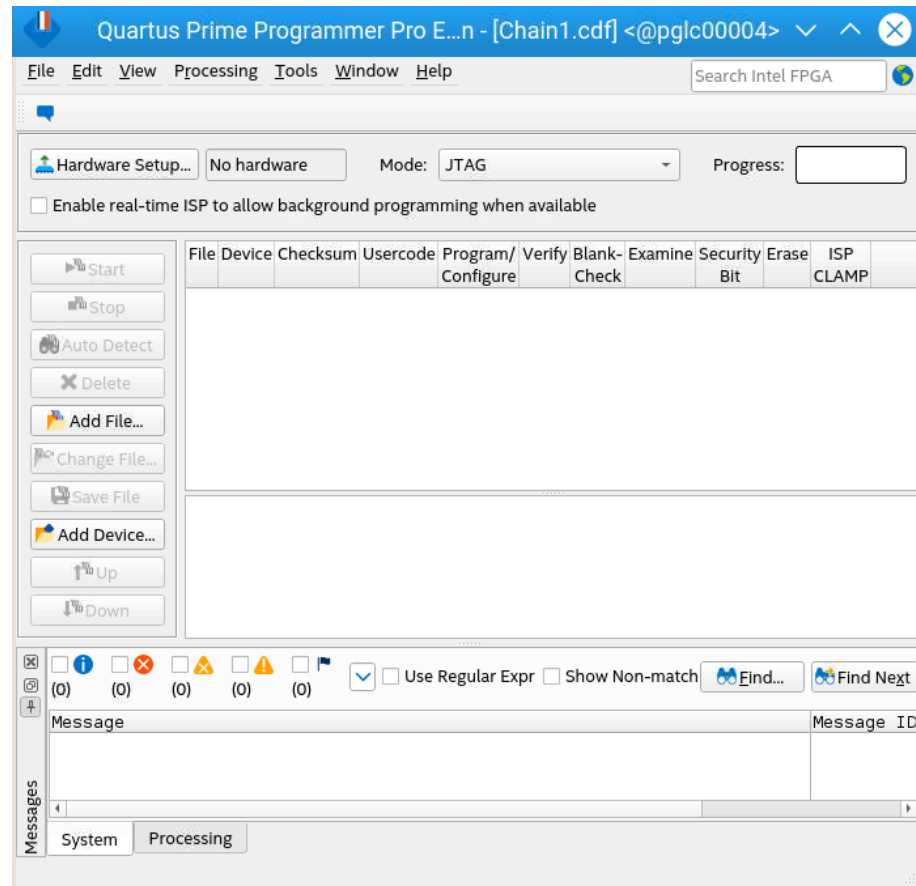 Quartus Prime Programmer Pro E...n - [Chain1.cdf] <@pglc00004>
File Edit View Processing Tools Window Help
Search Intel FPGA
Hardware Setup... No hardware Mode: JTAG Progress:
Enable real-time ISP to allow background programming when available
File Device Checksum Usercode Program/ Verify Blank- Examine Security Erase ISP
Configure Check Bit CLAMP
Start
Stop
Auto Detect
Delete
Add File...
Change File...
Save File
Add Device...
Up
Down
(0) (0) (0) (0) (0) Use Regular Expr Show Non-match Find... Find Next
Message Message ID
Messages
System Processing